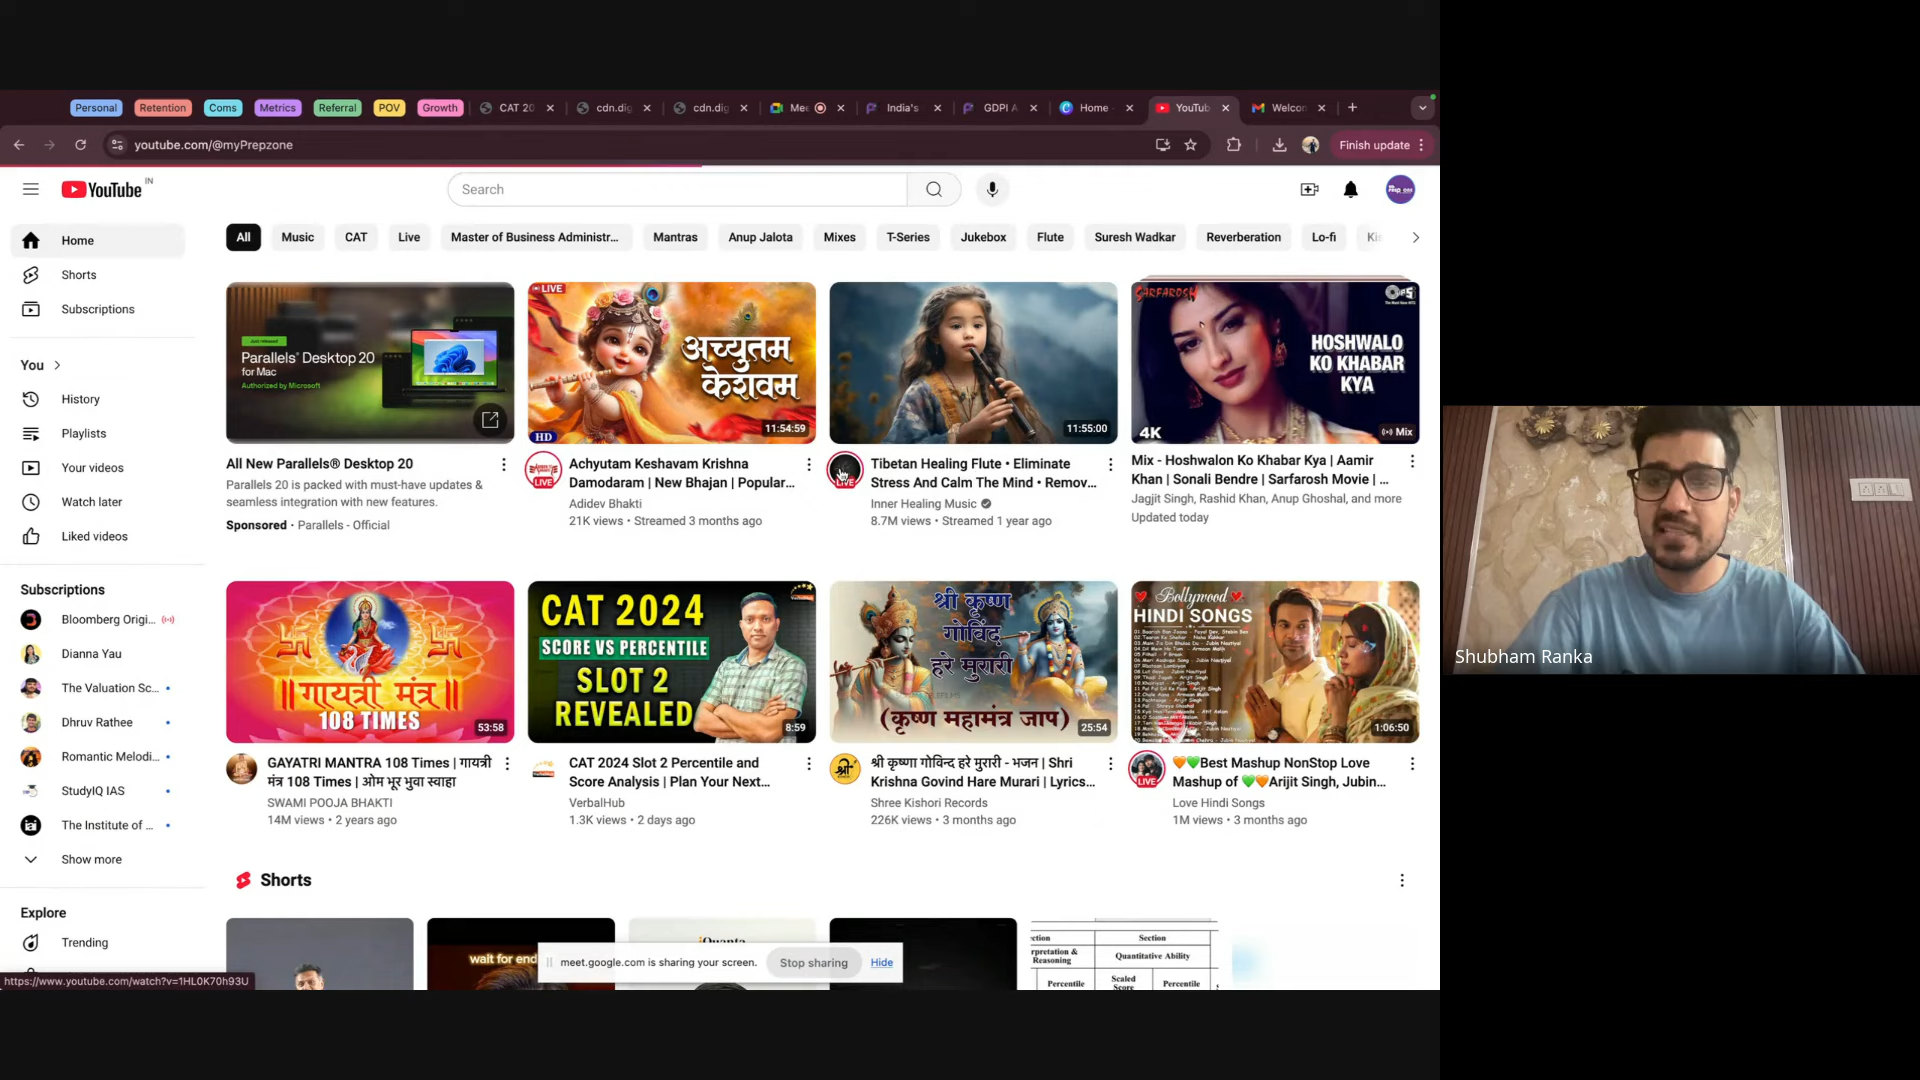 Personal
Retention
Coms
Metrics
Referral
POV
Growth
CAT 20
cdn.dig
cdn.dig
Mee
India's
GDPI A
Home
YouTub
Welcon
youtube.com/@myPrepzone
Finish update
YouTube
IN
Search
Home
Shorts
Subscriptions
You
History
Playlists
Your videos
Watch later
Liked videos
Subscriptions
Bloomberg Origi...
Dianna Yau
The Valuation Sc...
Dhruv Rathee
Romantic Melodi...
StudyIQ IAS
The Institute of ...
Show more
Explore
Trending
https://www.youtube.com/watch?v=1HL0K70h93U
All
Music
CAT
Live
Master of Business Administr...
Mantras
Anup Jalota
Mixes
T-Series
Jukebox
Flute
Suresh Wadkar
Reverberation
Lo-fi
Just released
Parallels® Desktop 20
for Mac
Authorized by Microsoft
LIVE
अच्युतम
केशवम
HD
11:54:59
11:55:00
SARFAROSH
TIPS
HOSHWALO
KO KHABAR
KYA
4K
Mix
All New Parallels® Desktop 20
Parallels 20 is packed with must-have updates &
seamless integration with new features.
Sponsored • Parallels - Official
LIVE
Achyutam Keshavam Krishna
Damodaram | New Bhajan | Popular...
Adidev Bhakti
21K views • Streamed 3 months ago
LIVE
Tibetan Healing Flute • Eliminate
Stress And Calm The Mind • Remov...
Inner Healing Music
8.7M views • Streamed 1 year ago
Mix - Hoshwalon Ko Khabar Kya | Aamir
Khan | Sonali Bendre | Sarfarosh Movie | ...
Jagjit Singh, Rashid Khan, Anup Ghoshal, and more
Updated today
॥ गायत्री मंत्र ॥
108 TIMES
53:58
CAT 2024
SCORE VS PERCENTILE
SLOT 2
REVEALED
8:59
श्री कृष्ण
गोविंद
हरे मुरारी
(कृष्ण महामंत्र जाप)
25:54
Bollywood
HINDI SONGS
1:06:50
GAYATRI MANTRA 108 Times | गायत्री
मंत्र 108 Times | ओम भूर भुवा स्वाहा
SWAMI POOJA BHAKTI
14M views • 2 years ago
CAT 2024 Slot 2 Percentile and
Score Analysis | Plan Your Next...
VerbalHub
1.3K views • 2 days ago
श्री
श्री कृष्णा गोविन्द हरे मुरारी - भजन | Shri
Krishna Govind Hare Murari | Lyrics...
Shree Kishori Records
226K views • 3 months ago
LIVE
🧡💚Best Mashup NonStop Love
Mashup of 💚🧡Arijit Singh, Jubin...
Love Hindi Songs
1M views • 3 months ago
Shorts
wait for end
iQuanta
Section
Reasoning
Quantitative Ability
Percentile
Scaled
Score
Percentile
meet.google.com is sharing your screen.
Stop sharing
Hide
Shubham Ranka